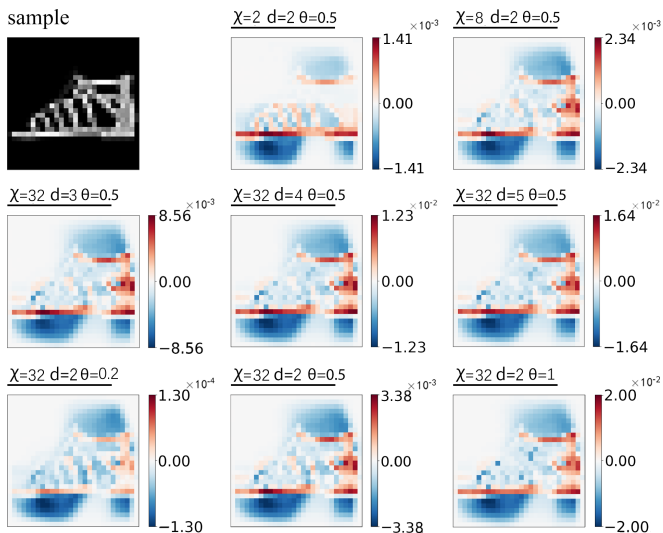 sample
χ=2 d=2 θ=0.5
χ=8 d=2 θ=0.5
1.41 ×10⁻³
0.00
−1.41
2.34 ×10⁻³
0.00
−2.34
χ=32 d=3 θ=0.5
χ=32 d=4 θ=0.5
χ=32 d=5 θ=0.5
8.56 ×10⁻³
0.00
−8.56
1.23 ×10⁻²
0.00
−1.23
1.64 ×10⁻²
0.00
−1.64
χ=32 d=2 θ=0.2
χ=32 d=2 θ=0.5
χ=32 d=2 θ=1
1.30 ×10⁻⁴
0.00
−1.30
3.38 ×10⁻³
0.00
−3.38
2.00 ×10⁻²
0.00
−2.00